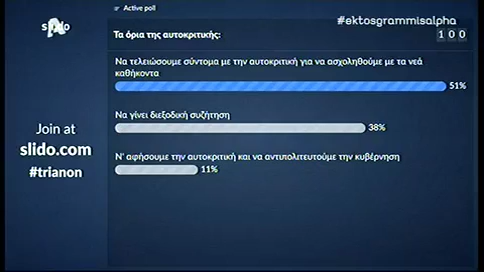 Active poll
slido
#ektosgrammisalpha
Τα όρια της αυτοκριτικής:
100
Να τελειώσουμε σύντομα με την αυτοκριτική για να ασχοληθούμε με τα νεά
καθήκοντα
51%
Να γίνει διεξοδική συζήτηση
38%
Ν' αφήσουμε την αυτοκριτική και να αντιπολιτευτούμε την κυβέρνηση
11%
Join at
slido.com
#trianon